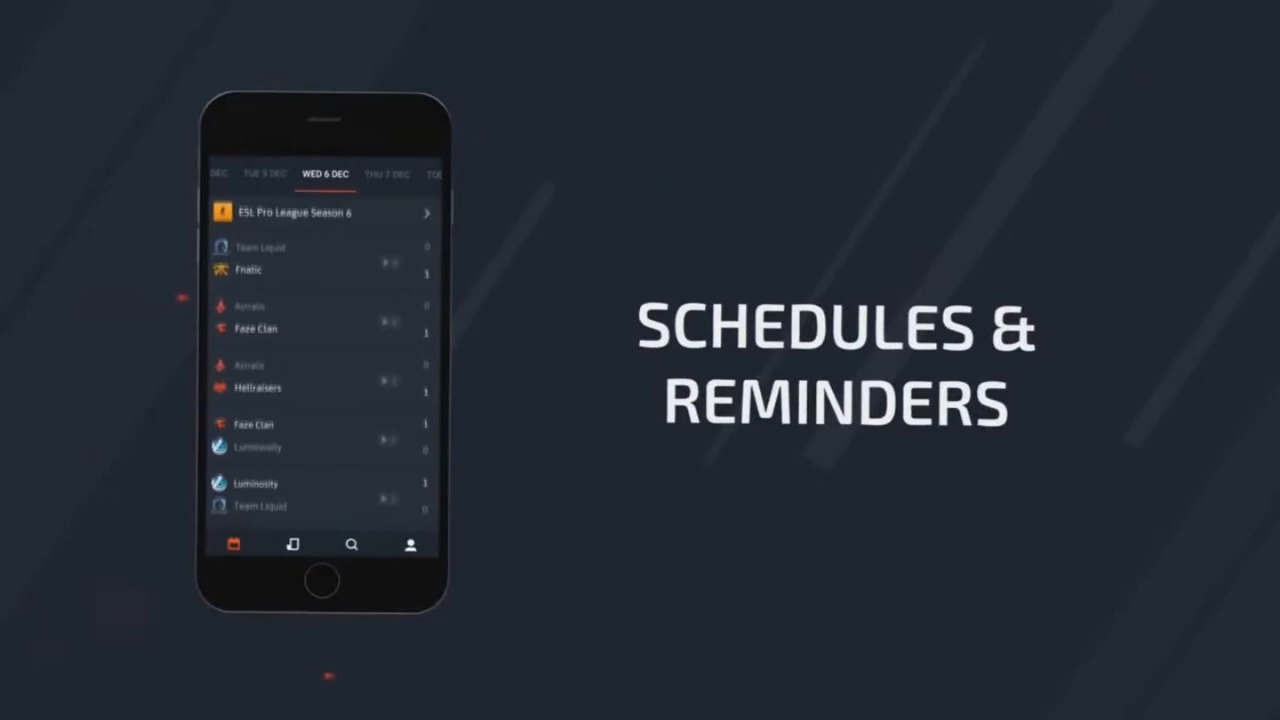 DEC TUE 5 DEC WED 6 DEC THU 7 DEC
ESL Pro League Season 6
Team Liquid 0
Fnatic 1
Astralis 0
Faze Clan 1
Astralis 0
Hellraisers 1
Faze Clan 1
Luminosity 0
Luminosity 1
Team Liquid 0
SCHEDULES &
REMINDERS